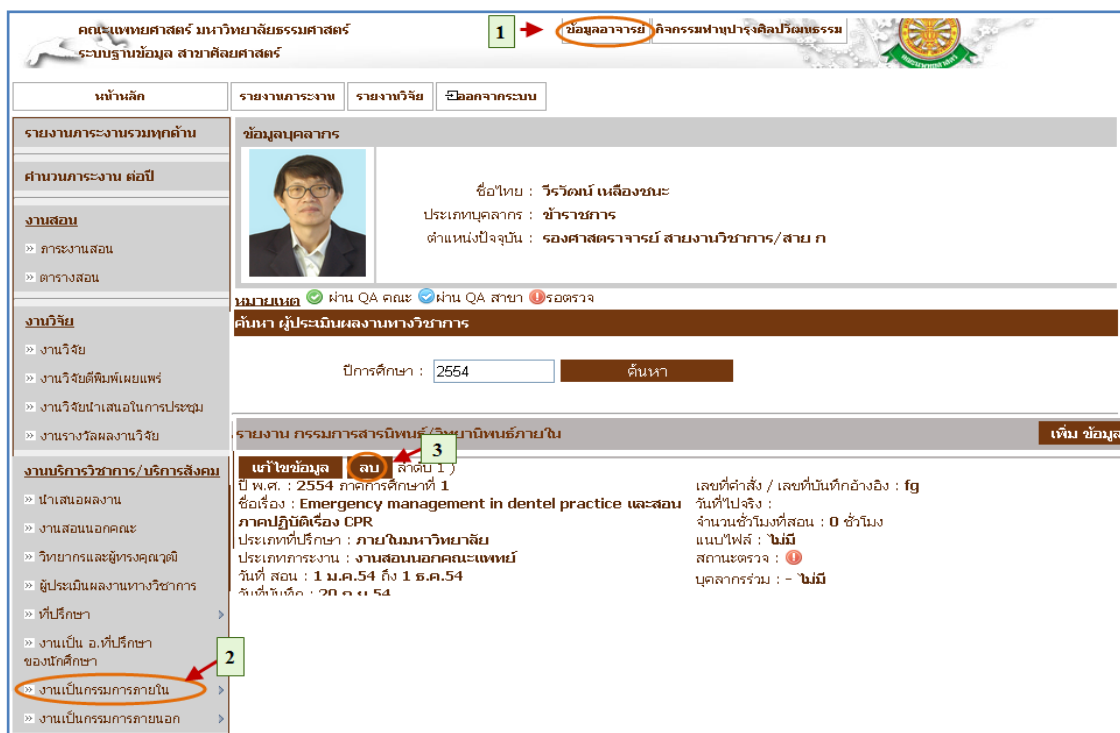 คณะแพทยศาสตร์ มหาวิทยาลัยธรรมศาสตร์
ระบบฐานข้อมูล สาขาศัลยศาสตร์
1
ข้อมูลอาจารย์
กิจกรรมทำนุบำรุงศิลปวัฒนธรรม
หน้าหลัก
รายงานภาระงาน
รายงานวิจัย
ออกจากระบบ
รายงานภาระงานรวมทุกด้าน
คำนวนภาระงาน ต่อปี
งานสอน
» ภาระงานสอน
» ตารางสอน
งานวิจัย
» งานวิจัย
» งานวิจัยตีพิมพ์เผยแพร่
» งานวิจัยนำเสนอในการประชุม
» งานรางวัลผลงานวิจัย
งานบริการวิชาการ/บริการสังคม
» นำเสนอผลงาน
» งานสอนนอกคณะ
» วิทยากรและผู้ทรงคุณวุฒิ
» ผู้ประเมินผลงานทางวิชาการ
» ที่ปรึกษา
» งานเป็น อ.ที่ปรึกษา
ของนักศึกษา
2
» งานเป็นกรรมการภายใน
» งานเป็นกรรมการภายนอก
ข้อมูลบุคลากร
ชื่อไทย : วีรวัฒน์ เหลืองชนะ
ประเภทบุคลากร : ข้าราชการ
ตำแหน่งปัจจุบัน : รองศาสตราจารย์ สายงานวิชาการ/สาย ก
หมายเหตุ ผ่าน QA คณะ ผ่าน QA สาขา รอตรวจ
ค้นหา ผู้ประเมินผลงานทางวิชาการ
ปีการศึกษา : 2554 ค้นหา
รายงาน กรรมการสารนิพนธ์/วิทยานิพนธ์ภายใน
เพิ่ม ข้อมูล
3
แก้ไขข้อมูล ลบ ลำดับ 1 )
ปี พ.ศ. : 2554 ภาคการศึกษาที่ 1
ชื่อเรื่อง : Emergency management in dentel practice และสอน
ภาคปฏิบัติเรื่อง CPR
ประเภทที่ปรึกษา : ภายในมหาวิทยาลัย
ประเภทภาระงาน : งานสอนนอกคณะแพทย์
วันที่ สอน : 1 ม.ค.54 ถึง 1 ธ.ค.54
วันที่บันทึก : 20 ก.ย.54
เลขที่คำสั่ง / เลขที่บันทึกอ้างอิง : fg
วันที่ไปจริง :
จำนวนชั่วโมงที่สอน : 0 ชั่วโมง
แนบไฟล์ : ไม่มี
สถานะตรวจ :
บุคลากรร่วม : - ไม่มี